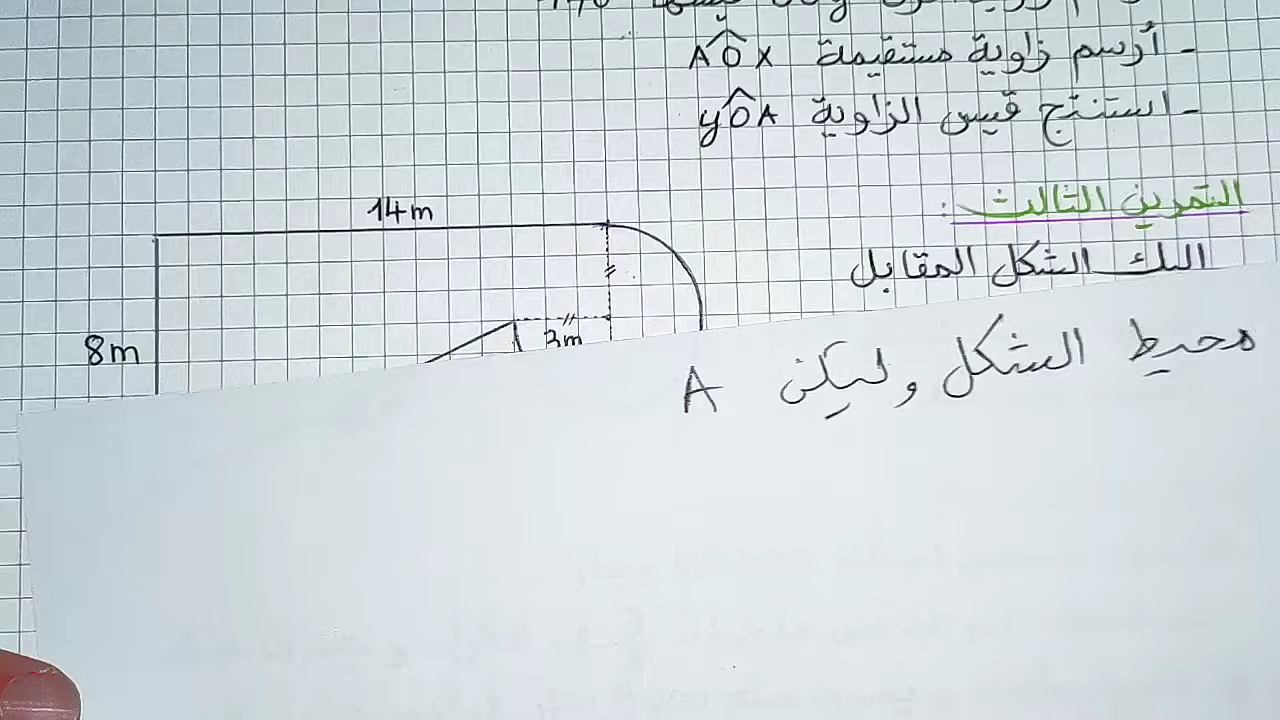 - أرسم زاوية مستقيمة AÔX
- استنتج قيس الزاوية yÔA
التمرين الثالث :
اليك الشكل المقابل
14m
8m
3m
محيط الشكل وليكن A